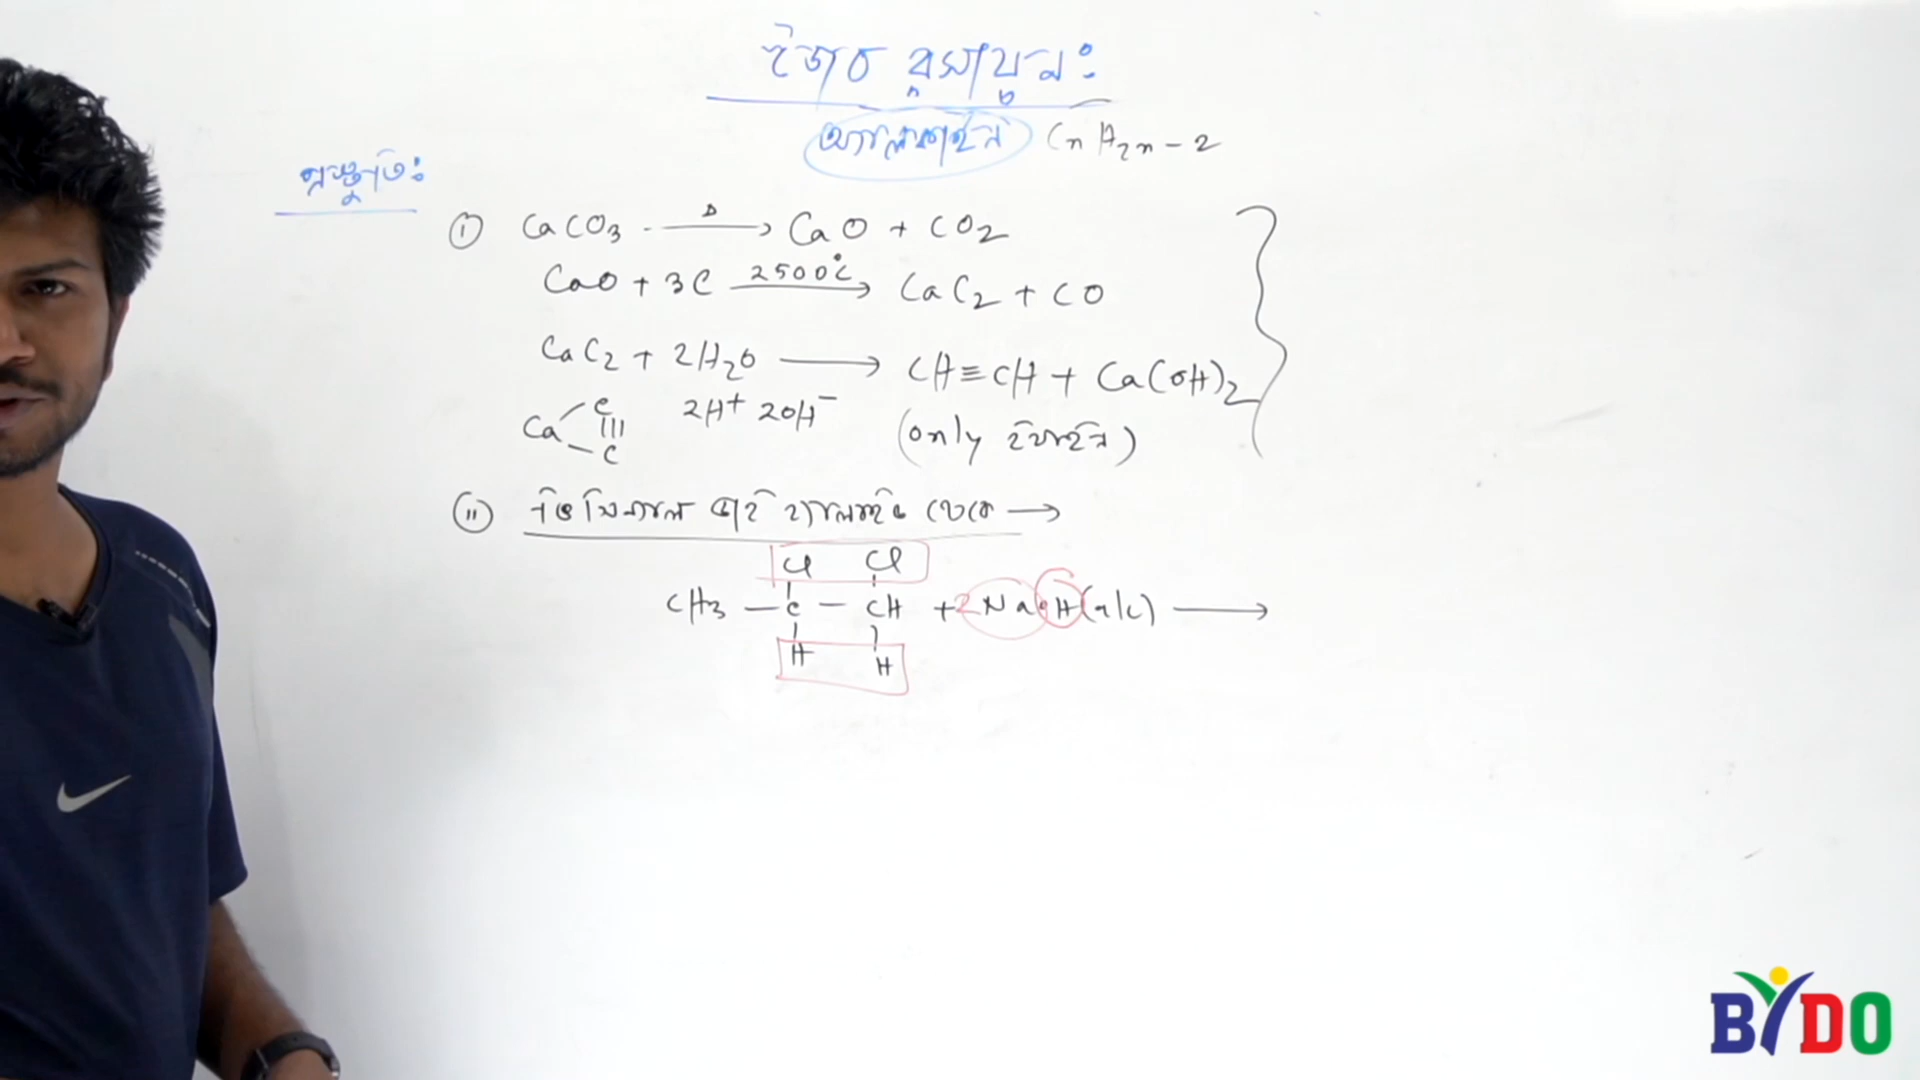 জৈব রসায়নঃ
অ্যালকাইন CnH2n-2
প্রস্তুতিঃ
(i) CaCO3 —Δ→ CaO + CO2
CaO + 3C —2500°C→ CaC2 + CO
CaC2 + 2H2O ⟶ CH≡CH + Ca(OH)2
Ca C ||| C 2H+ 2OH- (only ইথাইন)
(ii) ভিসিনাল ডাই হ্যালাইড থেকে →
Cl Cl
CH3 — C — CH + 2NaOH(alc) ⟶
H H
BYDO